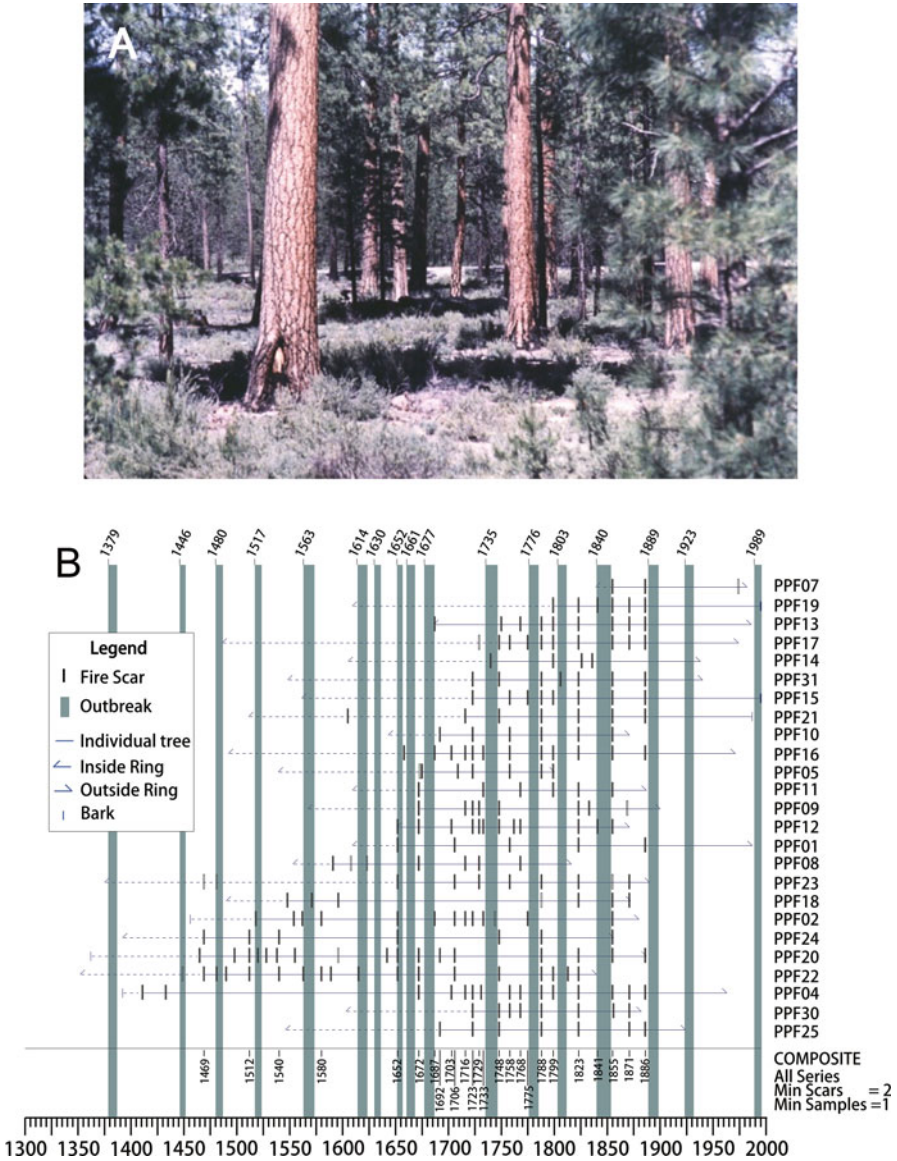 A
B
1379 1446 1480 1517 1563 1614 1630 1652 1661 1677 1735 1776 1803 1840 1889 1923 1989
PPF07
PPF19
PPF13
Legend
PPF17
Fire Scar
PPF14
PPF31
Outbreak
PPF15
PPF21
Individual tree
PPF10
Inside Ring
PPF16
PPF05
Outside Ring
PPF11
Bark
PPF09
PPF12
PPF01
PPF08
PPF23
PPF18
PPF02
PPF24
PPF20
PPF22
PPF04
PPF30
PPF25
1469 1512 1540 1580 1652 1672 1687 1703 1716 1729 1748 1758 1768 1788 1799 1823 1841 1855 1871 1886
1692 1706 1723 1733 1775
COMPOSITE
All Series
Min Scars = 2
Min Samples =1
1300 1350 1400 1450 1500 1550 1600 1650 1700 1750 1800 1850 1900 1950 2000